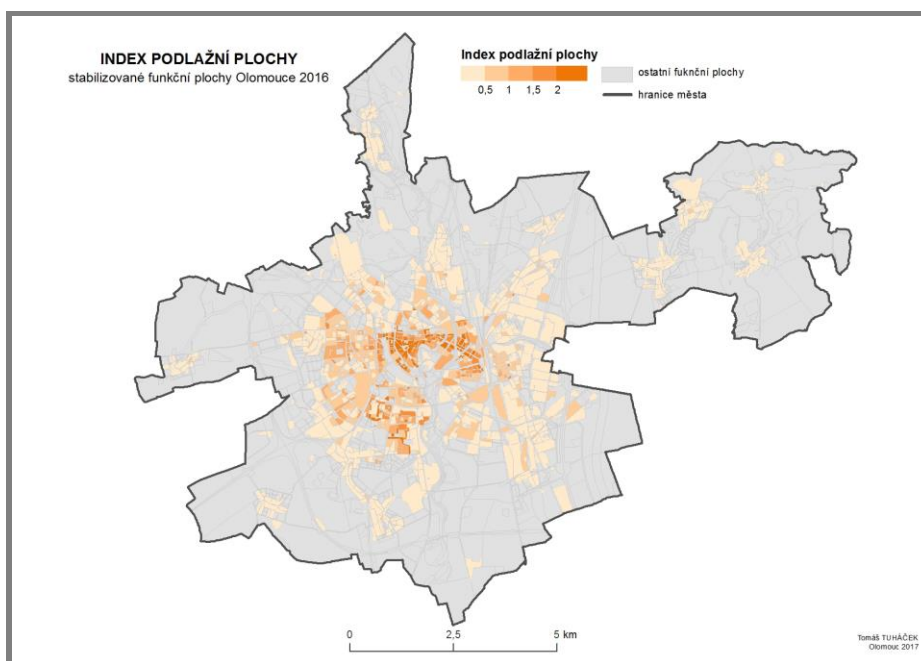 INDEX PODLAŽNÍ PLOCHY
stabilizované funkční plochy Olomouce 2016
Index podlažní plochy
0,5 1 1,5 2
ostatní fuknční plochy
hranice města
0 2,5 5 km
Tomáš TUHÁČEK
Olomouc 2017